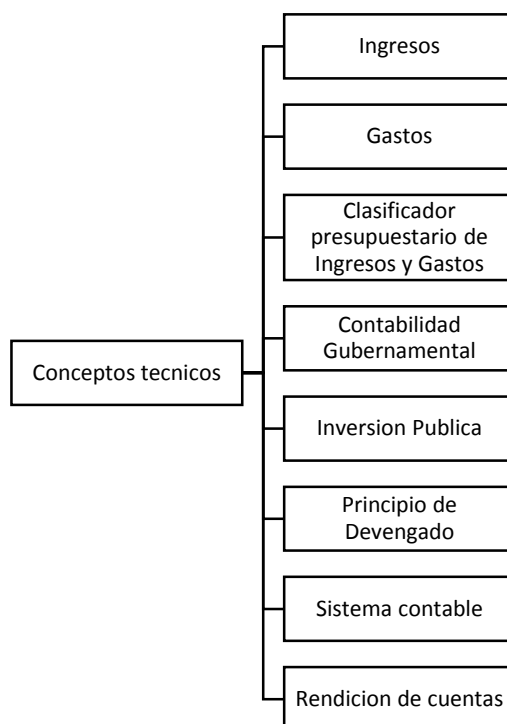 Ingresos
Gastos
Clasificador
presupuestario de
Ingresos y Gastos
Contabilidad
Gubernamental
Conceptos tecnicos
Inversion Publica
Principio de
Devengado
Sistema contable
Rendicion de cuentas